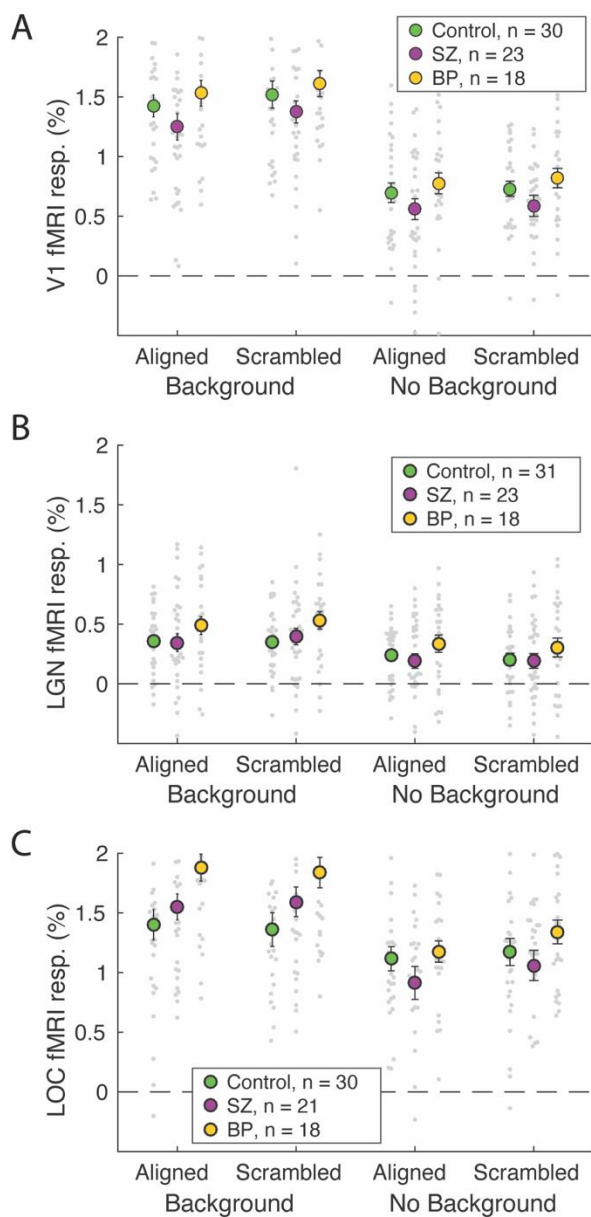 A
V1 fMRI resp. (%)
2
1.5
1
0.5
0
Control, n = 30
SZ, n = 23
BP, n = 18
Aligned Scrambled Aligned Scrambled
Background No Background
B
LGN fMRI resp. (%)
2
1.5
1
0.5
0
Control, n = 31
SZ, n = 23
BP, n = 18
Aligned Scrambled Aligned Scrambled
Background No Background
C
LOC fMRI resp. (%)
2
1.5
1
0.5
0
Control, n = 30
SZ, n = 21
BP, n = 18
Aligned Scrambled Aligned Scrambled
Background No Background